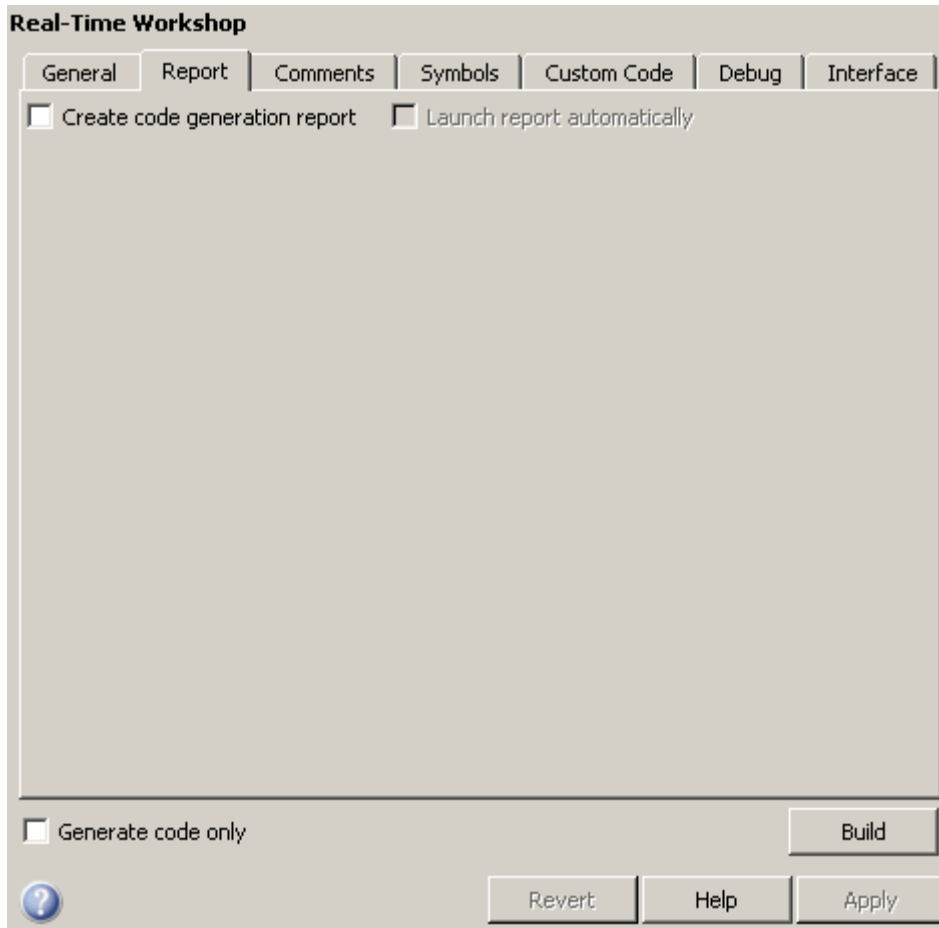 Real-Time Workshop
General Report Comments Symbols Custom Code Debug Interface
Create code generation report Launch report automatically
Generate code only Build
? Revert Help Apply